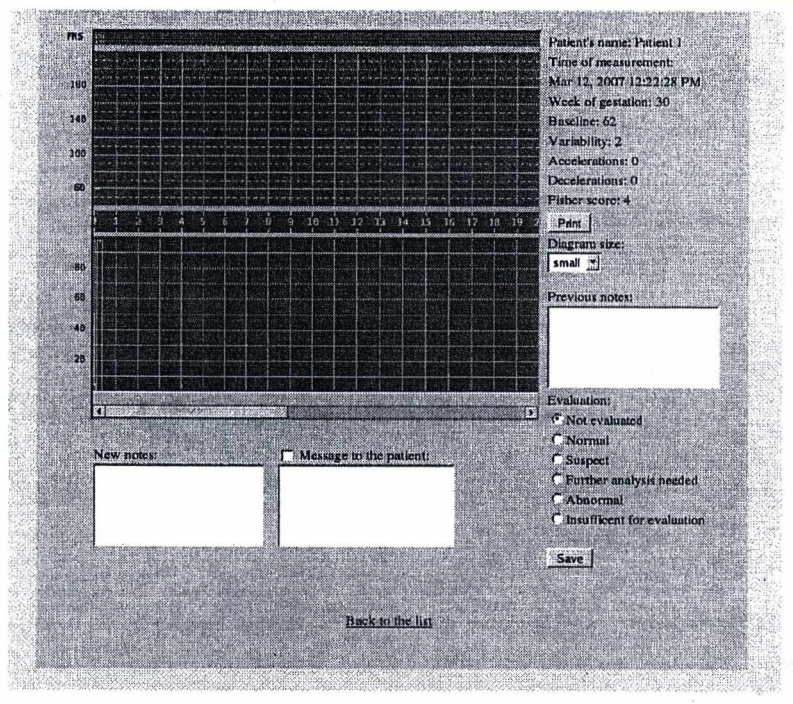 FRS
Patient's name: Patient 1
Time of measurement:
Mar 12, 2007 12:22:28 PM
Week of gestation: 30
Baseline: 62
Variability: 2
Accelerations: 0
Decelerations: 0
Fisher score: 4
Print
Diagram size:
small
Previous notes:
180
140
100
60
1 2 3 4 5 6 7 8 9 10 11 12 13 14 15 16 17 18 19
80
60
40
20
Evaluation:
Not evaluated
Normal
Suspect
Further analysis needed
Abnormal
Insufficent for evaluation
Save
New notes:
Message to the patient:
Back to the list